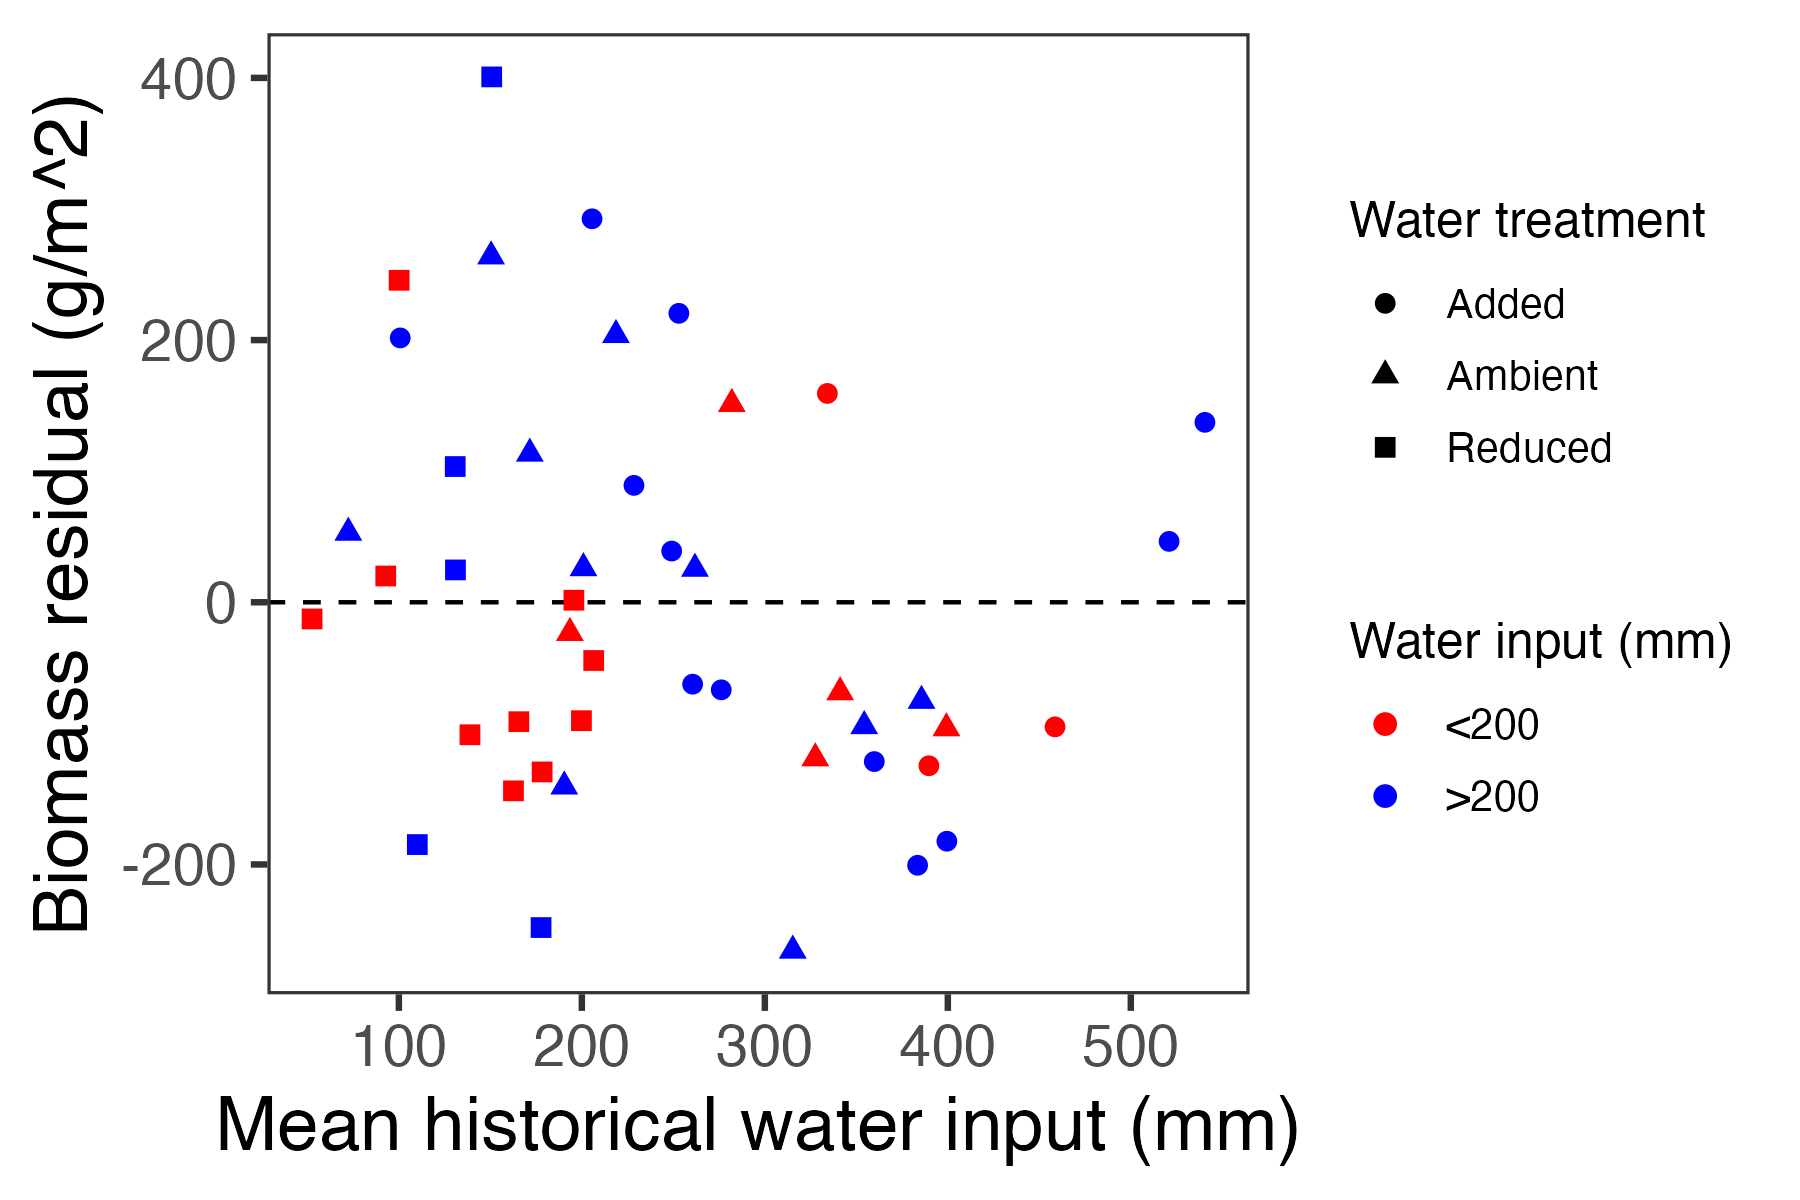 Biomass residual (g/m^2)
400
200
0
-200
100 200 300 400 500
Mean historical water input (mm)
Water treatment
Added
Ambient
Reduced
Water input (mm)
<200
>200